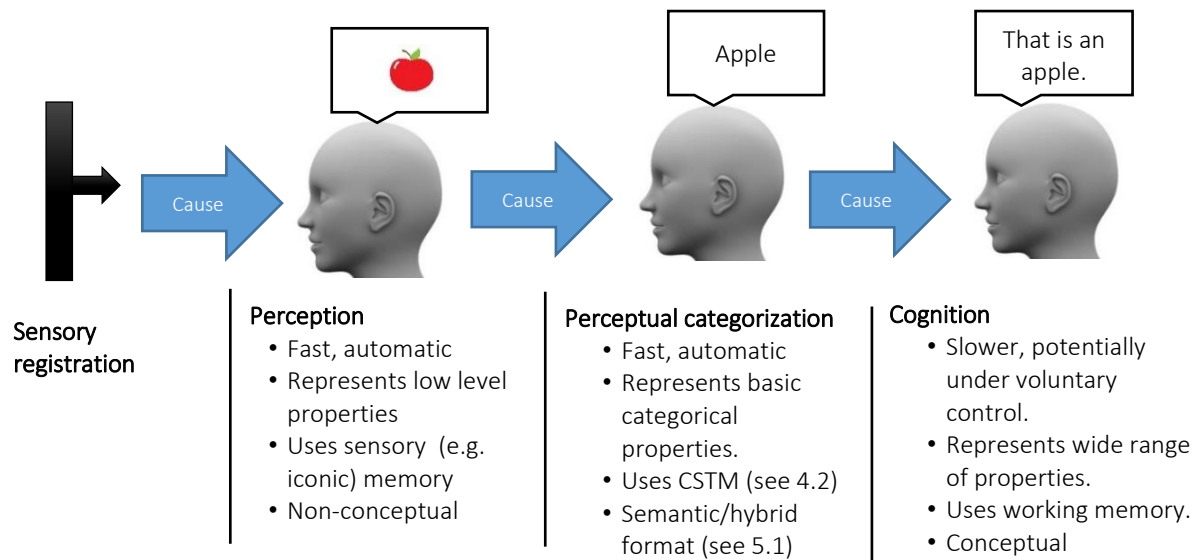 Apple
That is an
apple.
Cause
Cause
Cause
Sensory
registration
Perception
• Fast, automatic
• Represents low level
properties
• Uses sensory (e.g.
iconic) memory
• Non-conceptual
Perceptual categorization
• Fast, automatic
• Represents basic
categorical
properties.
• Uses CSTM (see 4.2)
• Semantic/hybrid
format (see 5.1)
Cognition
• Slower, potentially
under voluntary
control.
• Represents wide range
of properties.
• Uses working memory.
• Conceptual